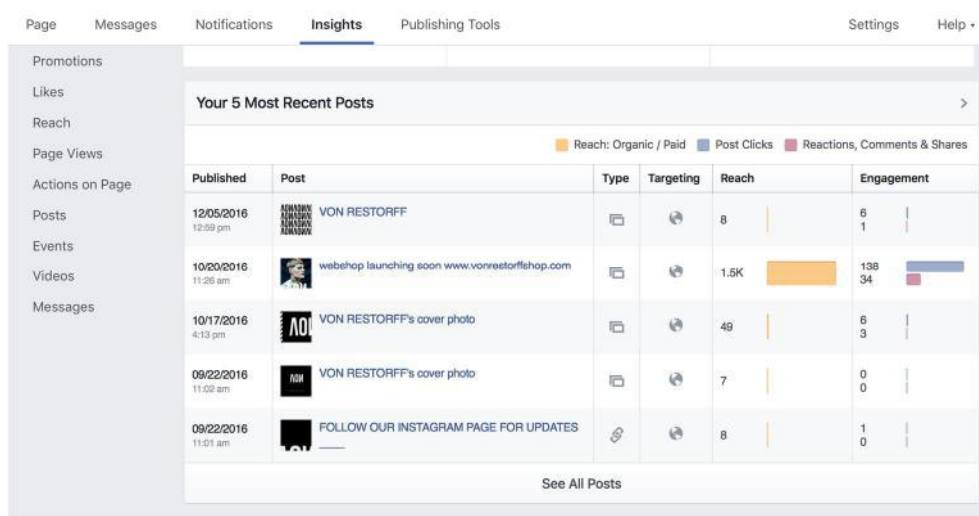 Page Messages Notifications Insights Publishing Tools Settings Help
Promotions
Likes
Reach
Page Views
Actions on Page
Posts
Events
Videos
Messages
Your 5 Most Recent Posts
Reach: Organic / Paid Post Clicks Reactions, Comments & Shares
Published Post Type Targeting Reach Engagement
12/05/2016 VON RESTORFF 8 6
12:59 pm 1
10/20/2016 webshop launching soon www.vonrestorffshop.com 1.5K 138
11:26 am 34
10/17/2016 VON RESTORFF's cover photo 49 6
4:13 pm 3
09/22/2016 VON RESTORFF's cover photo 7 0
11:02 am 0
09/22/2016 FOLLOW OUR INSTAGRAM PAGE FOR UPDATES 8 1
11:01 am 0
See All Posts